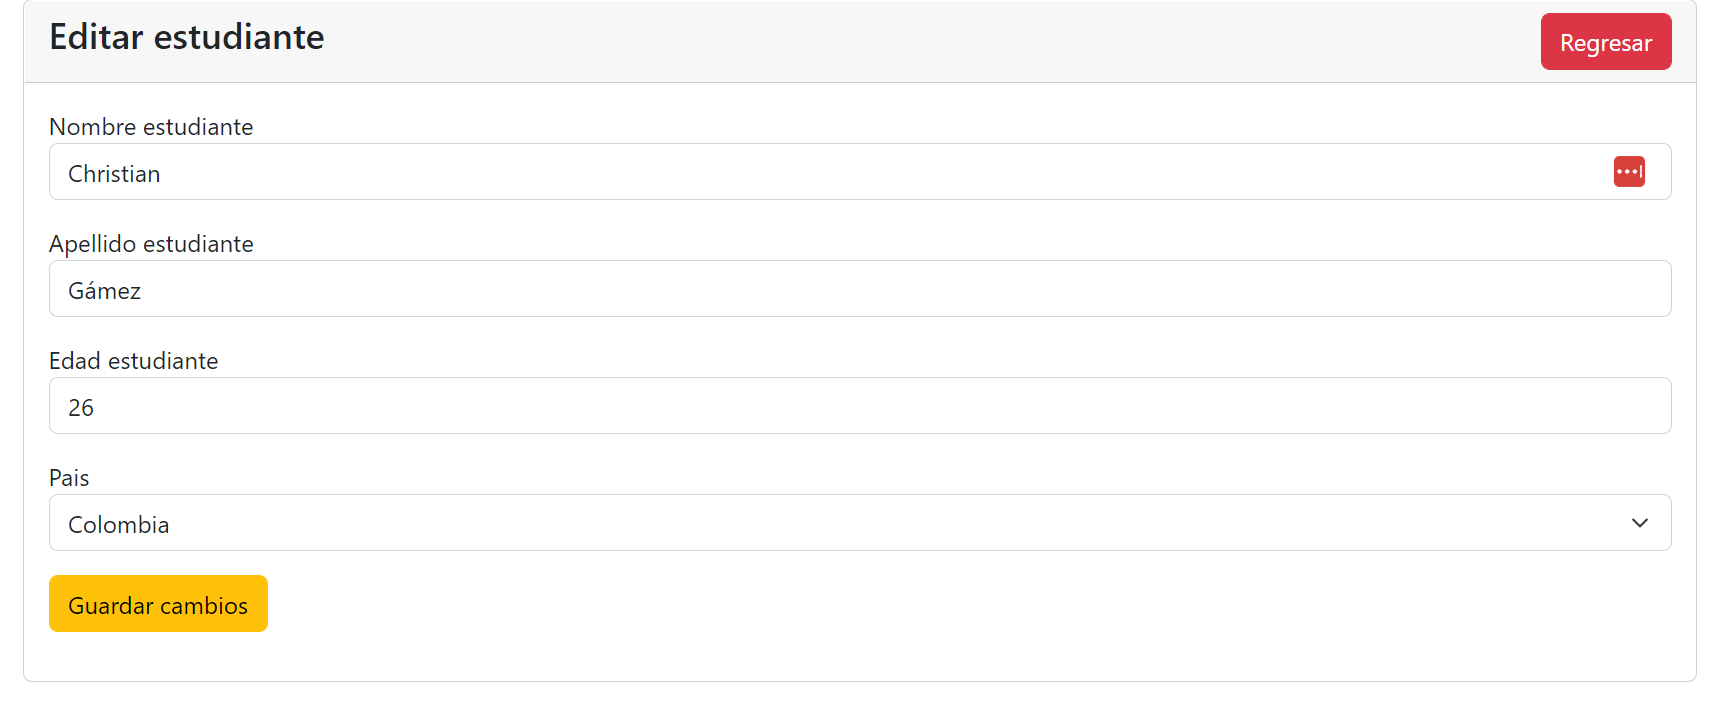 Editar estudiante
Regresar
Nombre estudiante
Christian
Apellido estudiante
Gámez
Edad estudiante
26
Pais
Colombia
Guardar cambios